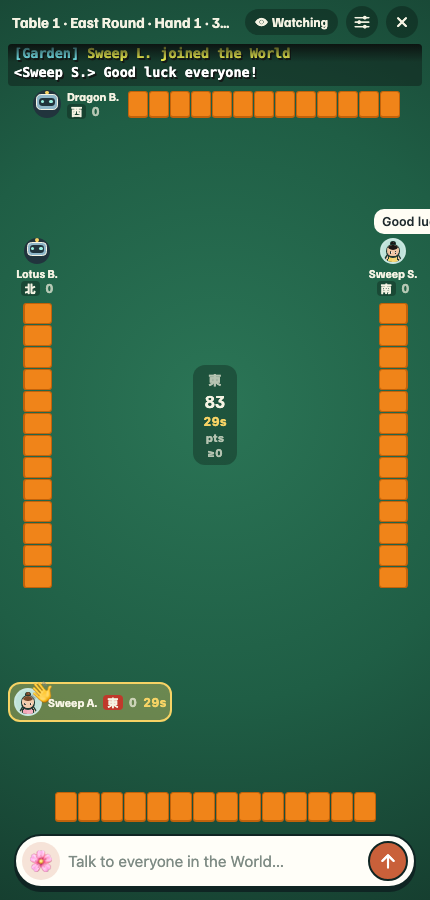 Table 1 · East Round · Hand 1 · 3…
Watching
[Garden] Sweep L. joined the World
<Sweep S.> Good luck everyone!
Dragon B.
西 0
Good lu
Lotus B.
北 0
Sweep S.
南 0
東
83
29s
pts
≥0
Sweep A. 東 0 29s
Talk to everyone in the World...